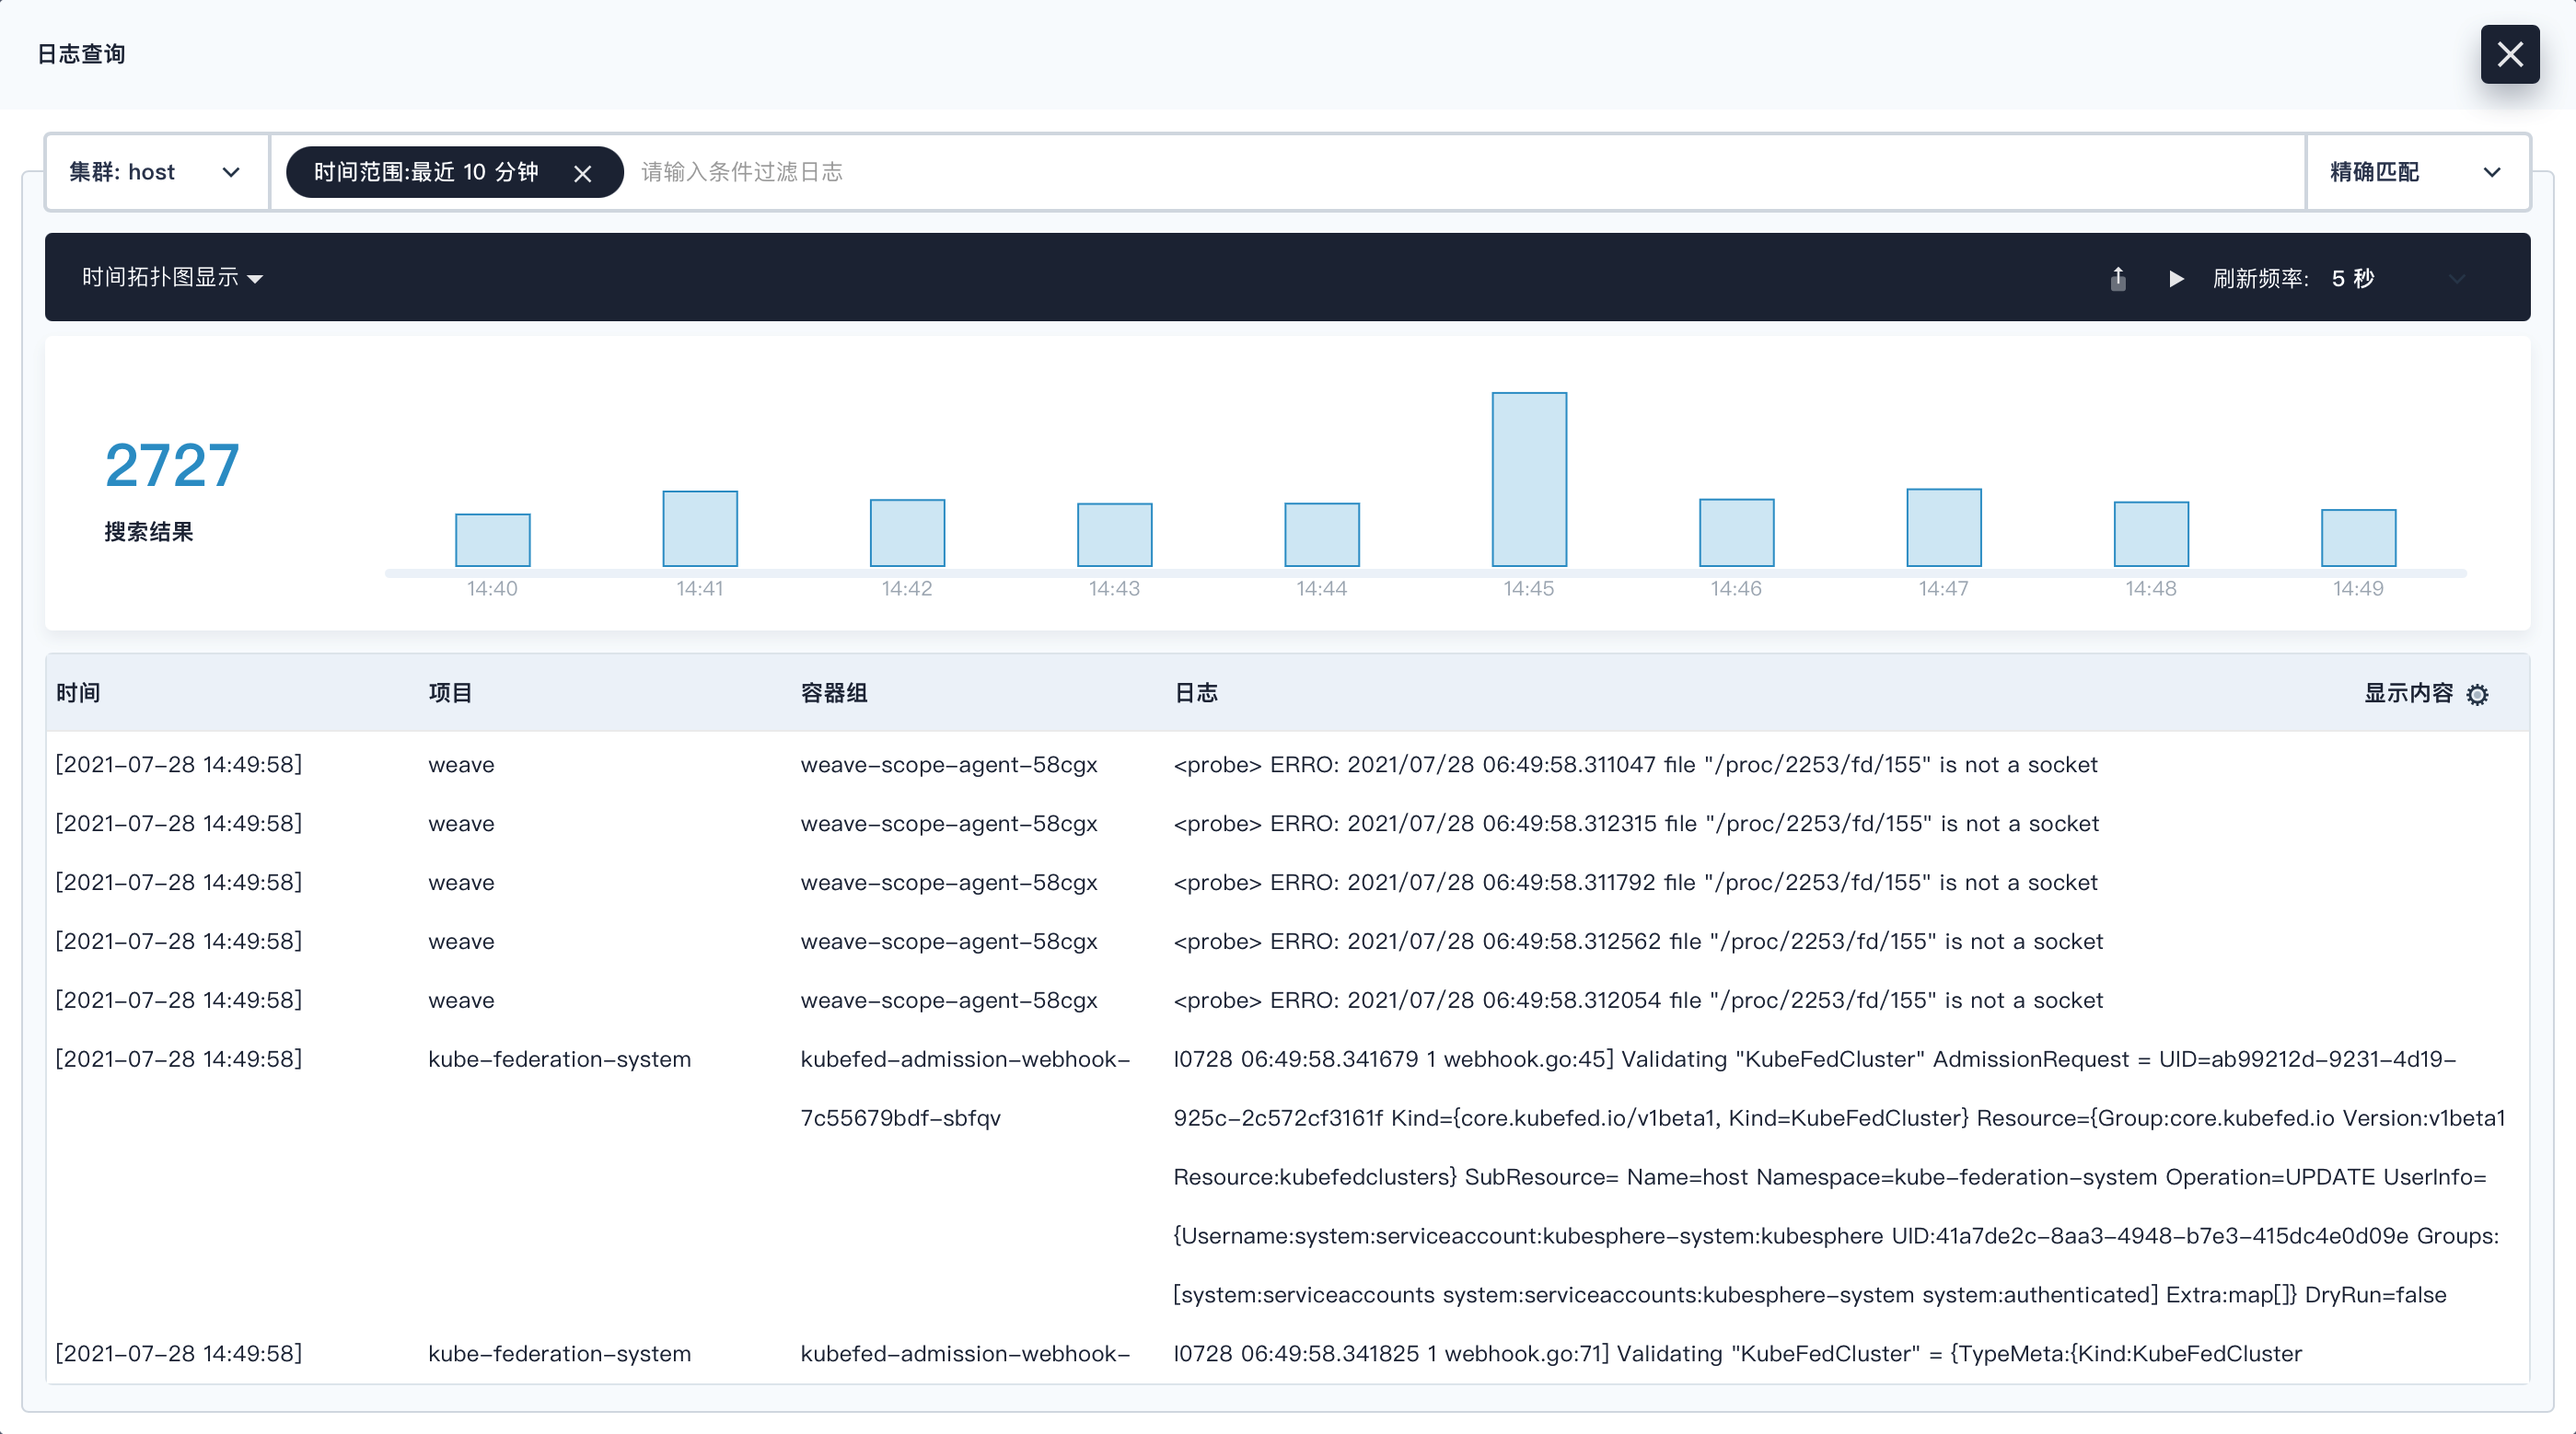 日志查询
集群: host
时间范围:最近 10 分钟
请输入条件过滤日志
精确匹配
时间拓扑图显示
刷新频率: 5 秒
2727
搜索结果
14:40 14:41 14:42 14:43 14:44 14:45 14:46 14:47 14:48 14:49
时间 项目 容器组 日志 显示内容
[2021-07-28 14:49:58] weave weave-scope-agent-58cgx <probe> ERRO: 2021/07/28 06:49:58.311047 file "/proc/2253/fd/155" is not a socket
[2021-07-28 14:49:58] weave weave-scope-agent-58cgx <probe> ERRO: 2021/07/28 06:49:58.312315 file "/proc/2253/fd/155" is not a socket
[2021-07-28 14:49:58] weave weave-scope-agent-58cgx <probe> ERRO: 2021/07/28 06:49:58.311792 file "/proc/2253/fd/155" is not a socket
[2021-07-28 14:49:58] weave weave-scope-agent-58cgx <probe> ERRO: 2021/07/28 06:49:58.312562 file "/proc/2253/fd/155" is not a socket
[2021-07-28 14:49:58] weave weave-scope-agent-58cgx <probe> ERRO: 2021/07/28 06:49:58.312054 file "/proc/2253/fd/155" is not a socket
[2021-07-28 14:49:58] kube-federation-system kubefed-admission-webhook- I0728 06:49:58.341679 1 webhook.go:45] Validating "KubeFedCluster" AdmissionRequest = UID=ab99212d-9231-4d19-
7c55679bdf-sbfqv 925c-2c572cf3161f Kind={core.kubefed.io/v1beta1, Kind=KubeFedCluster} Resource={Group:core.kubefed.io Version:v1beta1
Resource:kubefedclusters} SubResource= Name=host Namespace=kube-federation-system Operation=UPDATE UserInfo=
{Username:system:serviceaccount:kubesphere-system:kubesphere UID:41a7de2c-8aa3-4948-b7e3-415dc4e0d09e Groups:
[system:serviceaccounts system:serviceaccounts:kubesphere-system system:authenticated] Extra:map[]} DryRun=false
[2021-07-28 14:49:58] kube-federation-system kubefed-admission-webhook- I0728 06:49:58.341825 1 webhook.go:71] Validating "KubeFedCluster" = {TypeMeta:{Kind:KubeFedCluster